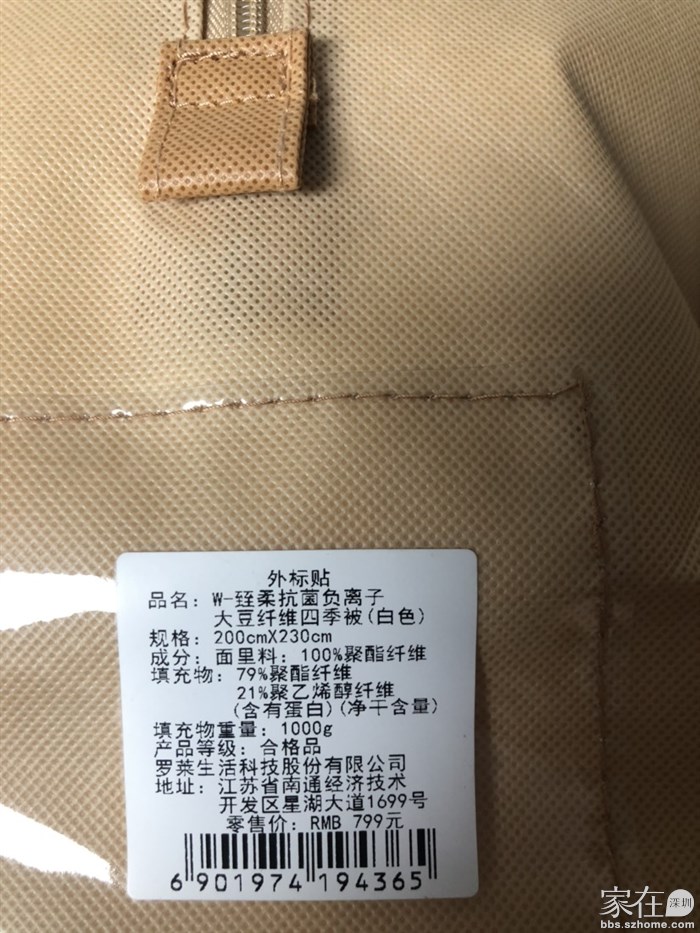 外标贴
品名: W-臸柔抗菌负离子
大豆纤维四季被(白色)
规格: 200cmX230cm
成分: 面里料: 100%聚酯纤维
填充物: 79%聚酯纤维
21%聚乙烯醇纤维
(含有蛋白)(净干含量)
填充物重量: 1000g
产品等级: 合格品
罗莱生活科技股份有限公司
地址: 江苏省南通经济技术
开发区星湖大道1699号
零售价: RMB 799元
6 901974 194365
家在 深圳
bbs.szhome.com